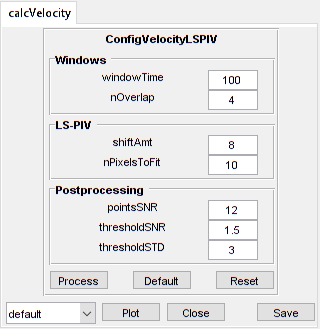 calcVelocity
ConfigVelocityLSPIV
Windows
windowTime 100
nOverlap 4
LS-PIV
shiftAmt 8
nPixelsToFit 10
Postprocessing
pointsSNR 12
thresholdSNR 1.5
thresholdSTD 3
Process Default Reset
default Plot Close Save